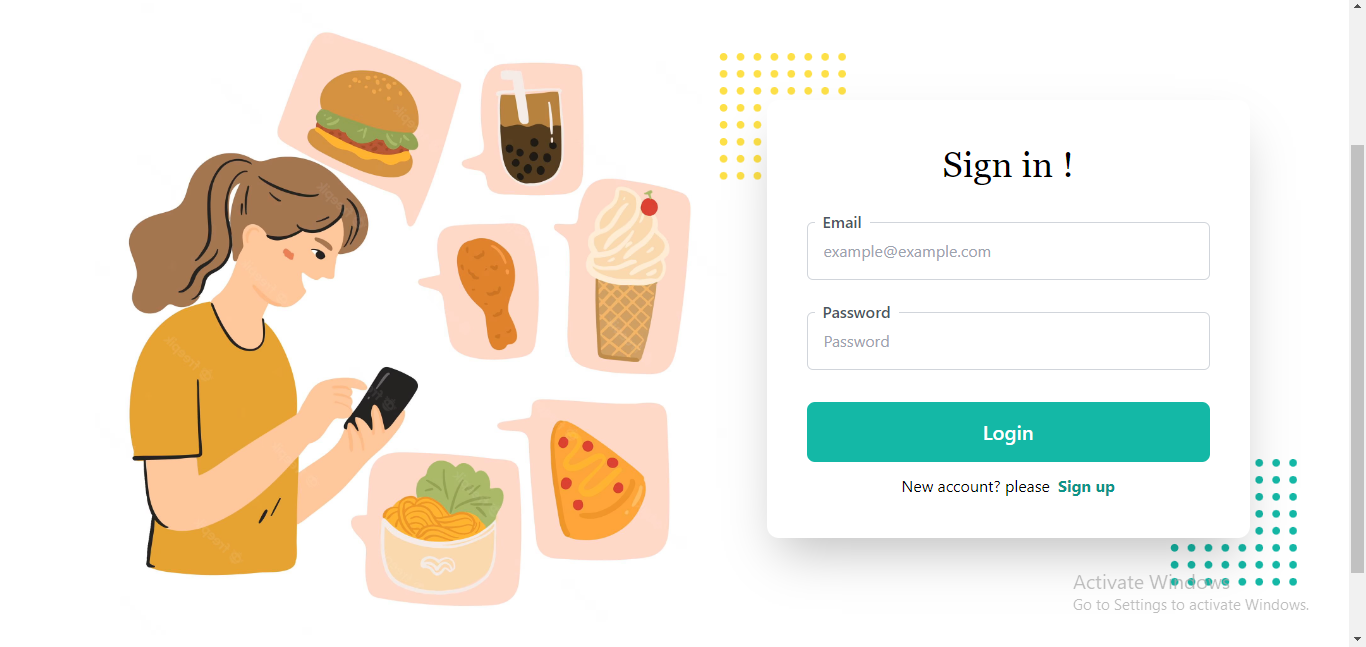 Sign in !
Email
example@example.com
Password
Password
Login
New account? please Sign up
Activate Windows
Go to Settings to activate Windows.